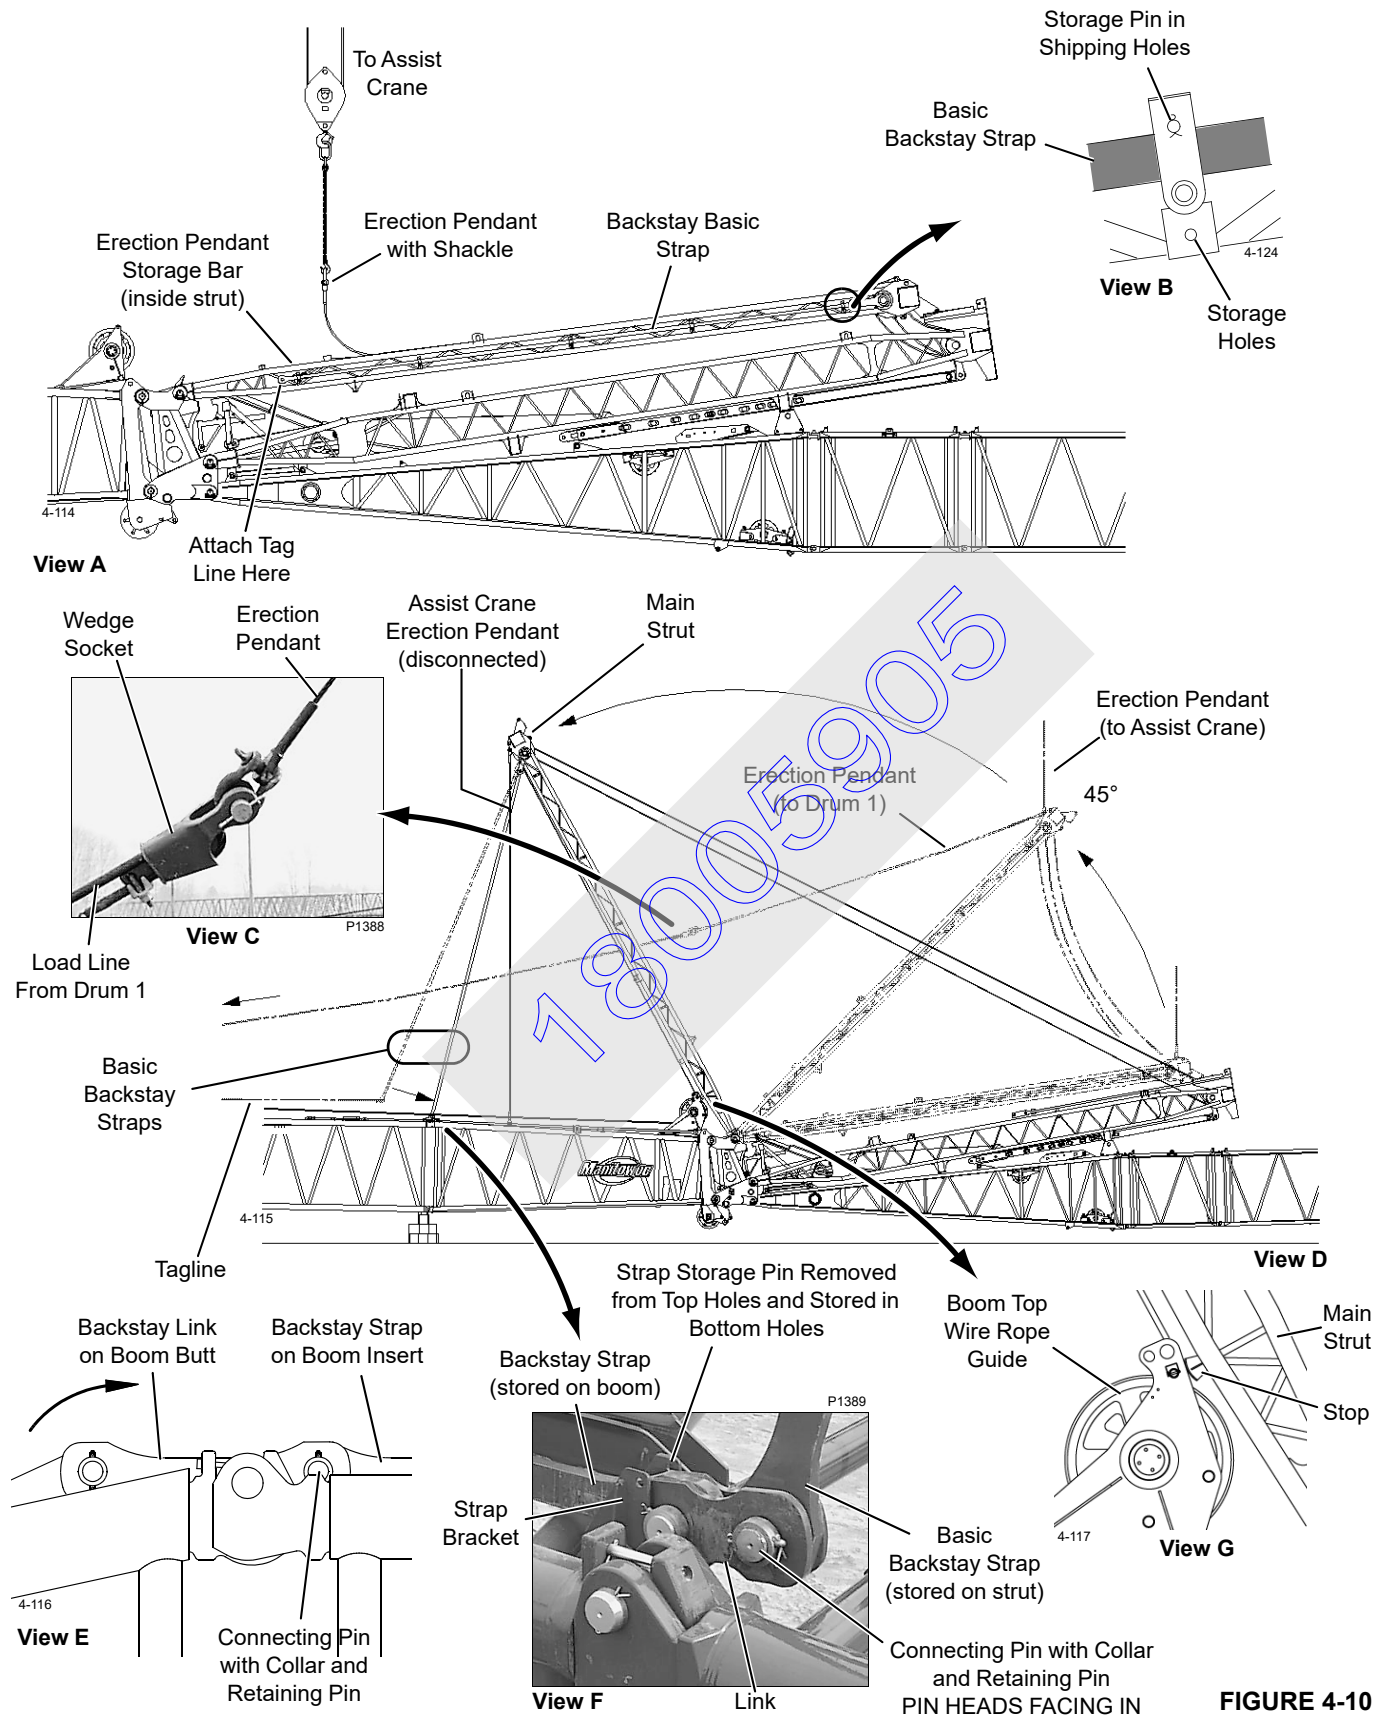 To Assist
Crane
Storage Pin in
Shipping Holes
Basic
Backstay Strap
Erection Pendant
with Shackle
Backstay Basic
Strap
Erection Pendant
Storage Bar
(inside strut)
4-124
View B
Storage
Holes
4-114
View A
Attach Tag
Line Here
Wedge
Socket
Erection
Pendant
Assist Crane
Erection Pendant
(disconnected)
Main
Strut
Erection Pendant
(to Assist Crane)
Erection Pendant
(to Drum 1)
45°
18005905
P1388
View C
Load Line
From Drum 1
Basic
Backstay
Straps
Manitowoc
4-115
View D
Tagline
Strap Storage Pin Removed
from Top Holes and Stored in
Bottom Holes
Boom Top
Wire Rope
Guide
Main
Strut
Stop
Backstay Link
on Boom Butt
Backstay Strap
on Boom Insert
Backstay Strap
(stored on boom)
P1389
Strap
Bracket
Basic
Backstay Strap
(stored on strut)
4-117
View G
4-116
View E
Connecting Pin
with Collar and
Retaining Pin
View F
Link
Connecting Pin with Collar
and Retaining Pin
PIN HEADS FACING IN
FIGURE 4-10